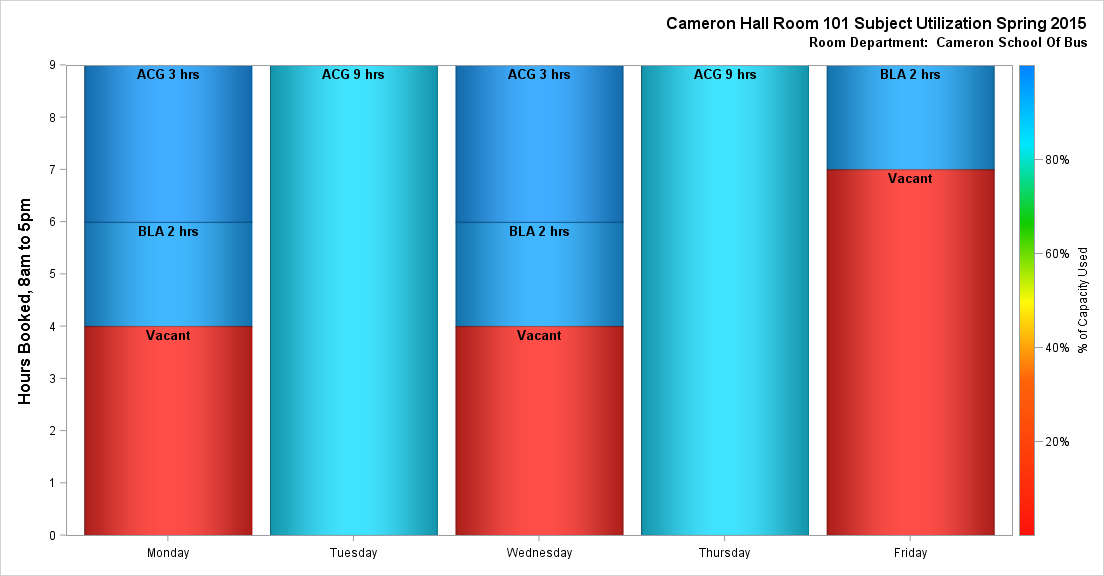 Cameron Hall Room 101 Subject Utilization Spring 2015
Room Department: Cameron School Of Bus
Hours Booked, 8am to 5pm
9
8
7
6
5
4
3
2
1
0
ACG 3 hrs
BLA 2 hrs
Vacant
ACG 9 hrs
ACG 3 hrs
BLA 2 hrs
Vacant
ACG 9 hrs
BLA 2 hrs
Vacant
Monday
Tuesday
Wednesday
Thursday
Friday
80%
60%
40%
20%
% of Capacity Used